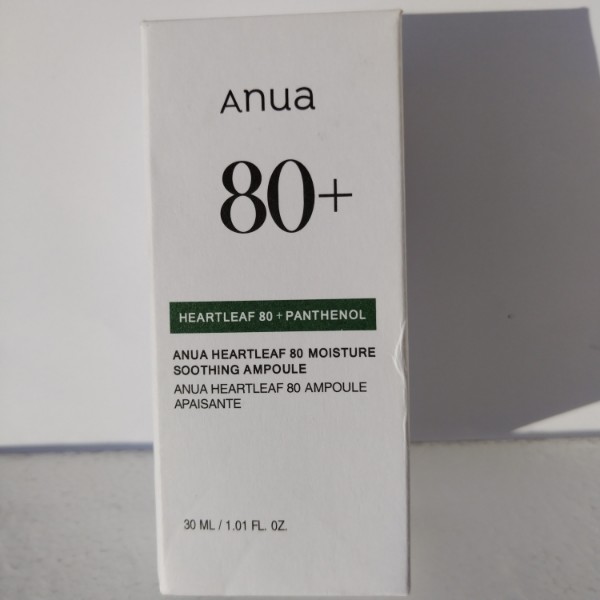 Anua
80+
HEARTLEAF 80 + PANTHENOL
ANUA HEARTLEAF 80 MOISTURE
SOOTHING AMPOULE
ANUA HEARTLEAF 80 AMPOULE
APAISANTE
30 ML / 1.01 FL. OZ.